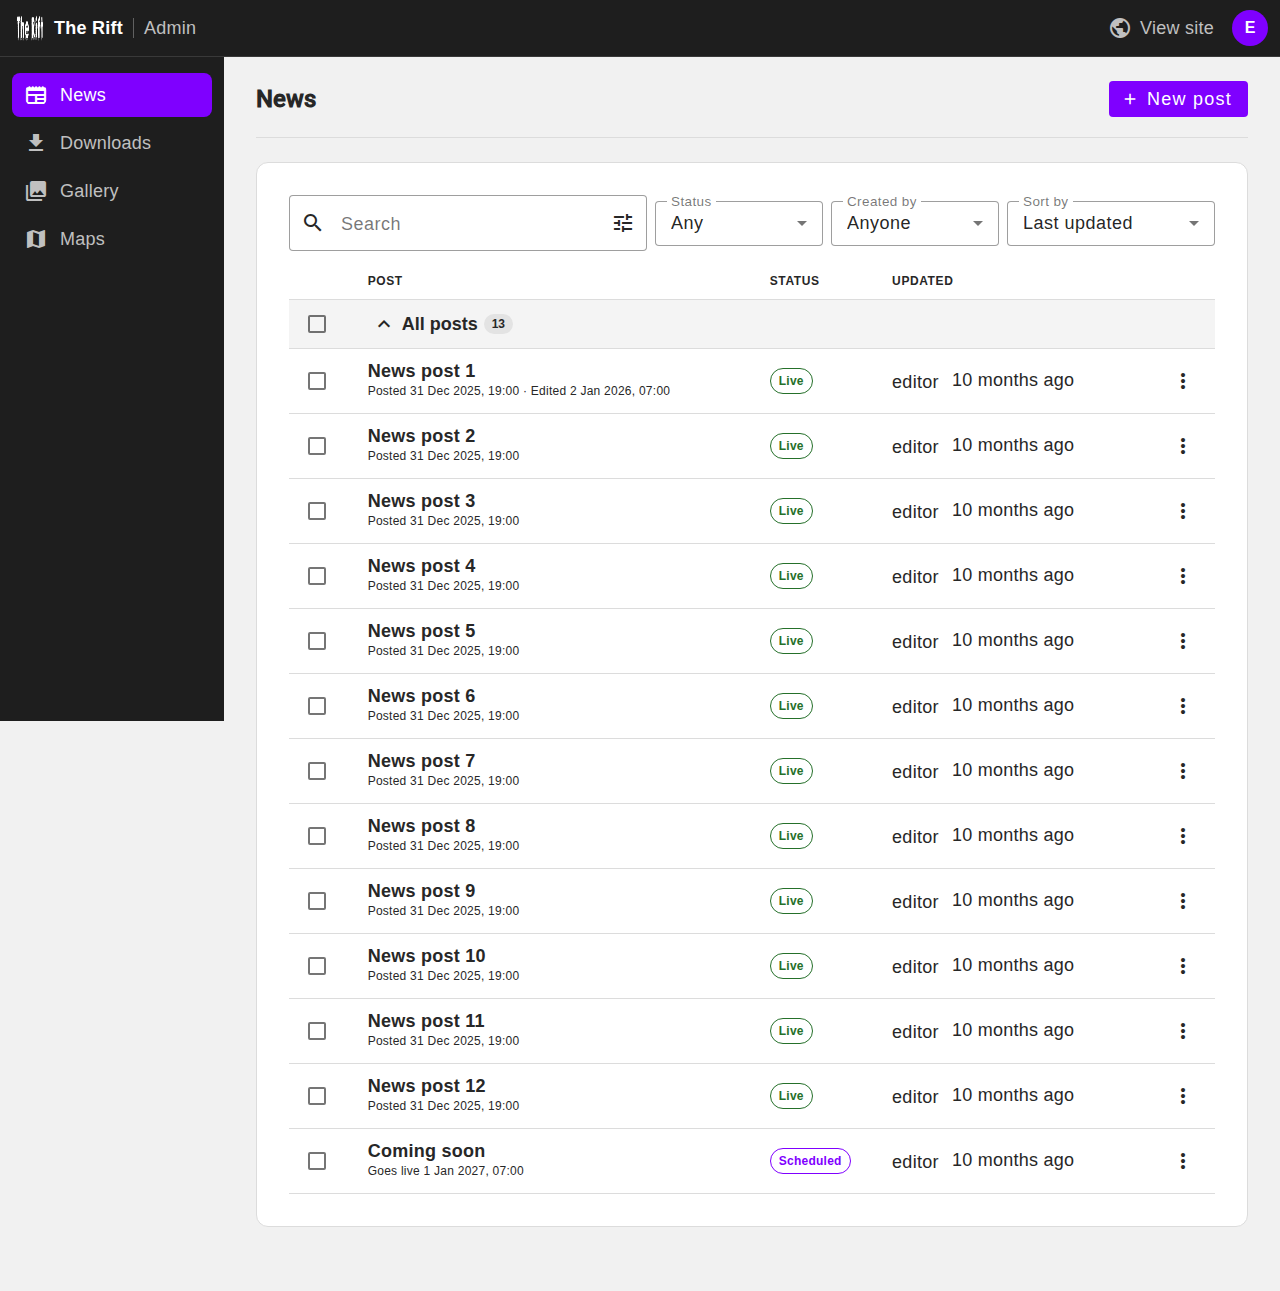 The Rift
The Rift
Admin
View site
E
News
Downloads
Gallery
Maps
News
+ New post
Search
Status
Any
Created by
Anyone
Sort by
Last updated
POST STATUS UPDATED
All posts 13
News post 1
Posted 31 Dec 2025, 19:00 · Edited 2 Jan 2026, 07:00
Live
editor 10 months ago
News post 2
Posted 31 Dec 2025, 19:00
Live
editor 10 months ago
News post 3
Posted 31 Dec 2025, 19:00
Live
editor 10 months ago
News post 4
Posted 31 Dec 2025, 19:00
Live
editor 10 months ago
News post 5
Posted 31 Dec 2025, 19:00
Live
editor 10 months ago
News post 6
Posted 31 Dec 2025, 19:00
Live
editor 10 months ago
News post 7
Posted 31 Dec 2025, 19:00
Live
editor 10 months ago
News post 8
Posted 31 Dec 2025, 19:00
Live
editor 10 months ago
News post 9
Posted 31 Dec 2025, 19:00
Live
editor 10 months ago
News post 10
Posted 31 Dec 2025, 19:00
Live
editor 10 months ago
News post 11
Posted 31 Dec 2025, 19:00
Live
editor 10 months ago
News post 12
Posted 31 Dec 2025, 19:00
Live
editor 10 months ago
Coming soon
Goes live 1 Jan 2027, 07:00
Scheduled
editor 10 months ago